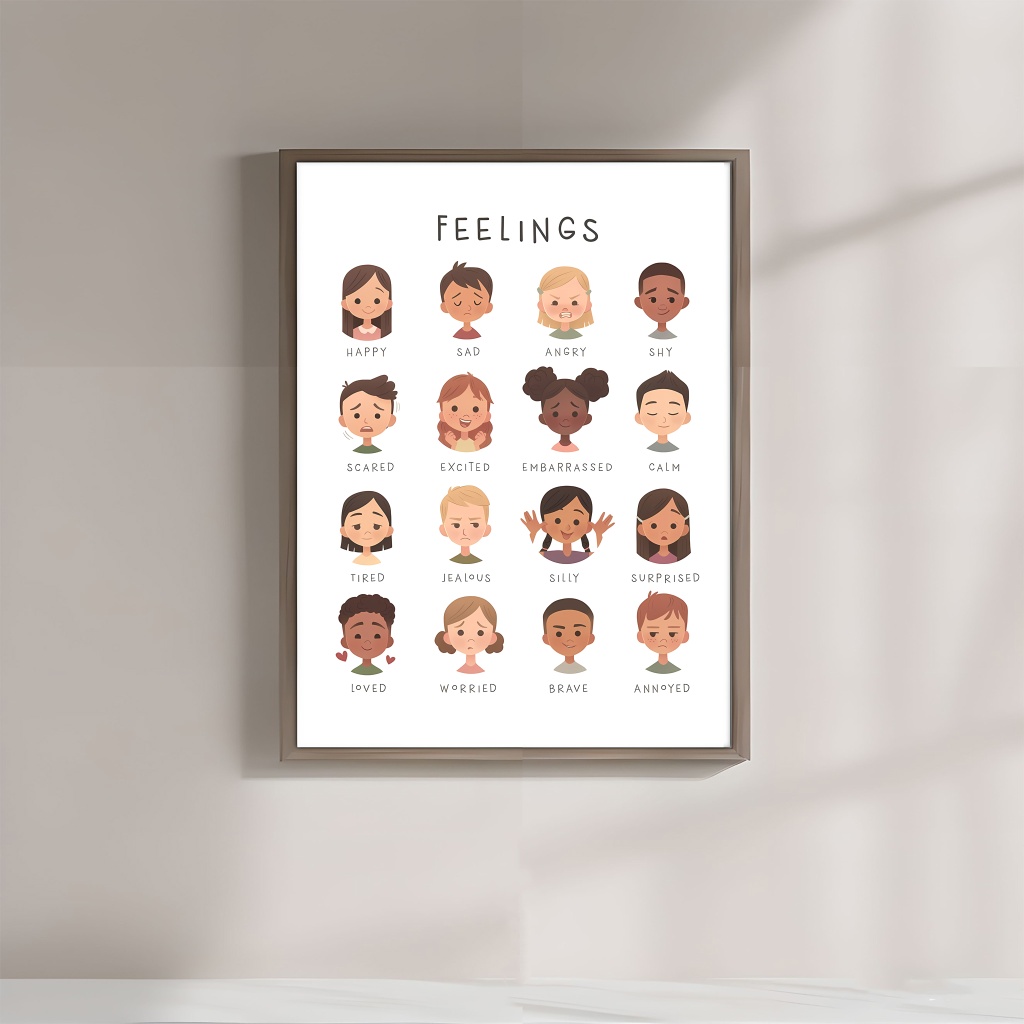 FEELINGS
HAPPY SAD ANGRY SHY
SCARED EXCITED EMBARRASSED CALM
TIRED JEALOUS SILLY SURPRISED
LOVED WORRIED BRAVE ANNOYED